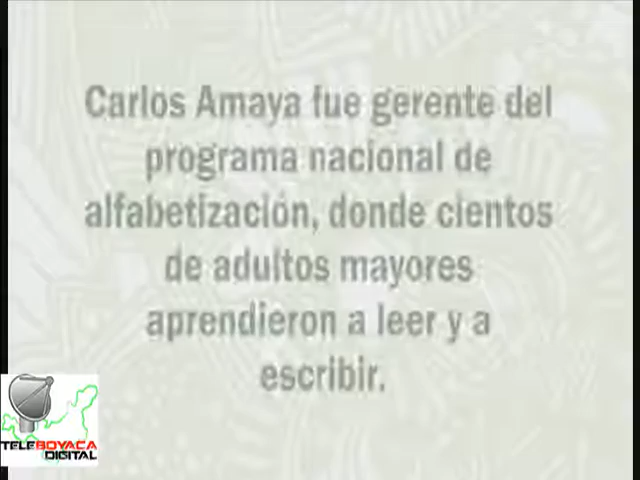 Carlos Amaya fue gerente del
programa nacional de
alfabetización, donde cientos
de adultos mayores
aprendieron a leer y a
escribir.
TELEBOYACA
DIGITAL